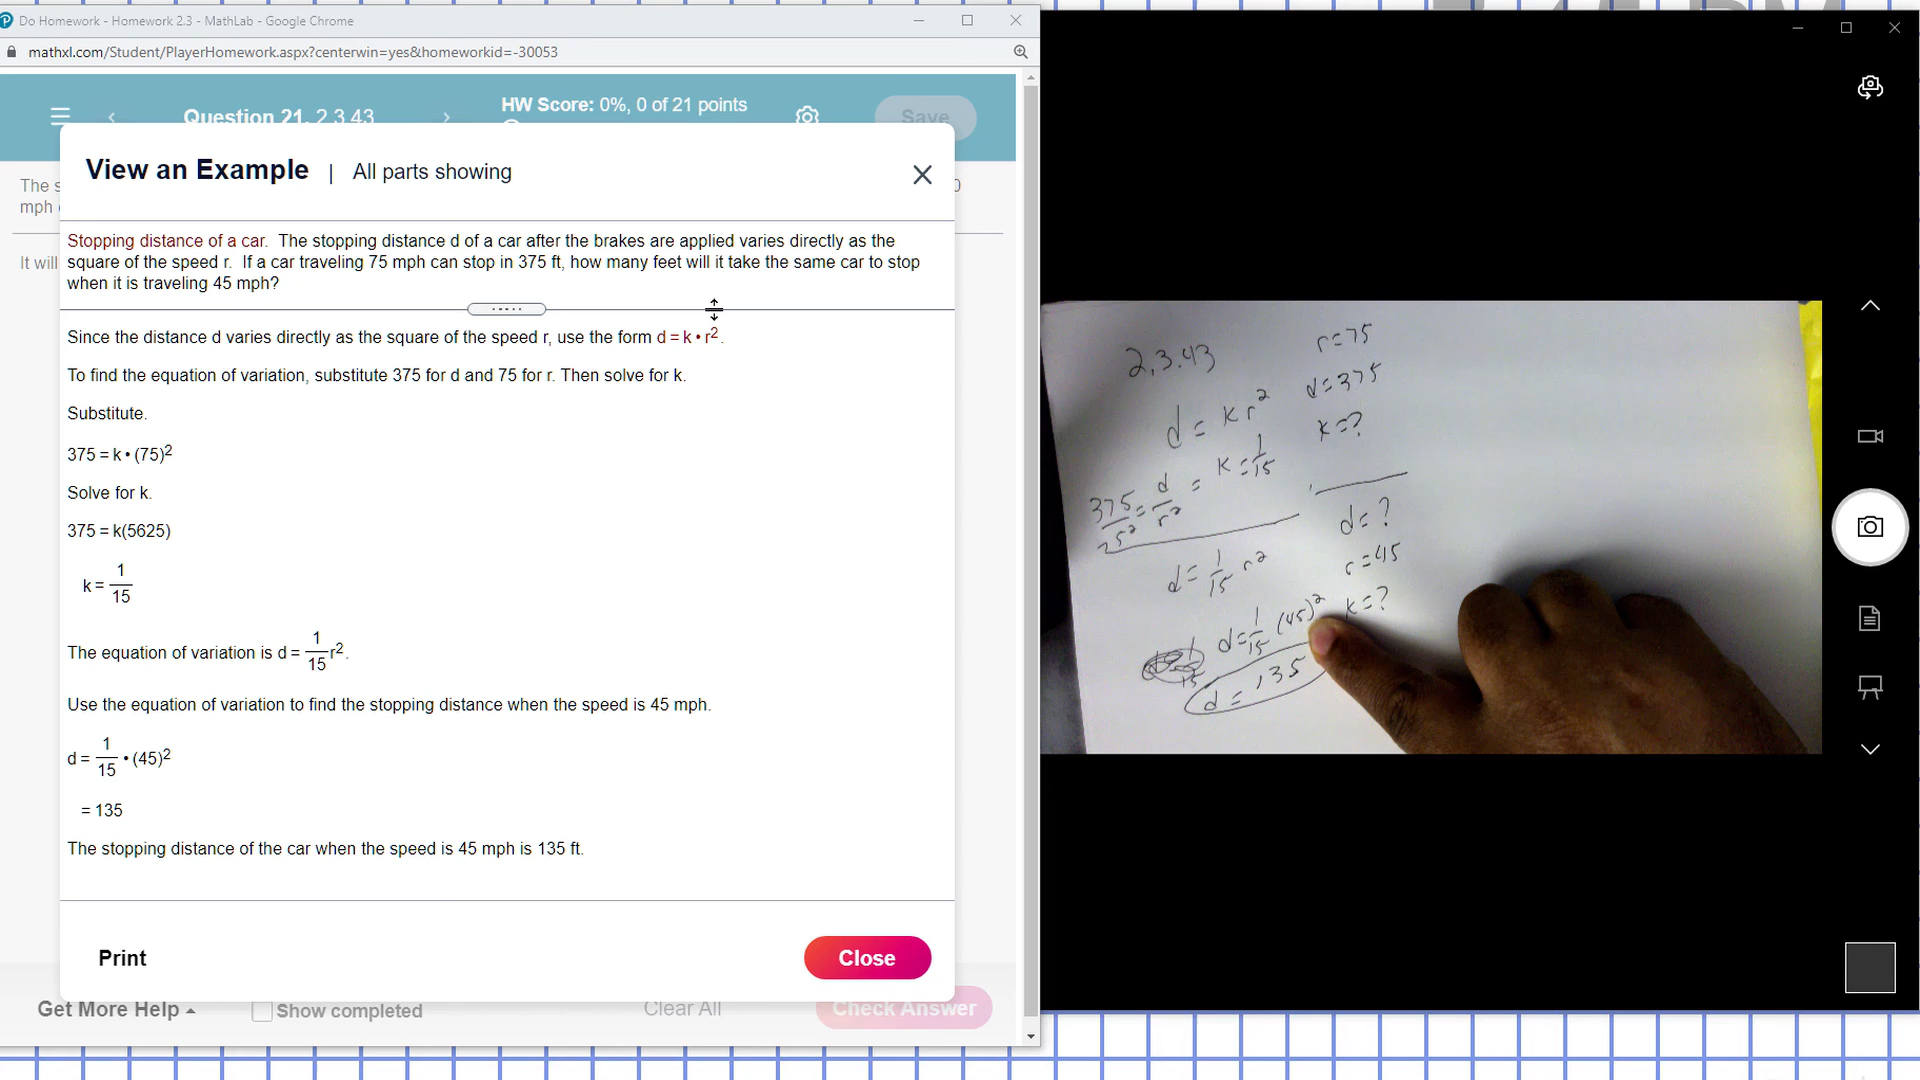 Do Homework - Homework 2.3 - MathLab - Google Chrome
mathxl.com/Student/PlayerHomework.aspx?centerwin=yes&homeworkid=-30053
Question 21, 2.3.43
HW Score: 0%, 0 of 21 points
Save
The s
mph
It will
View an Example | All parts showing
Stopping distance of a car. The stopping distance d of a car after the brakes are applied varies directly as the
square of the speed r. If a car traveling 75 mph can stop in 375 ft, how many feet will it take the same car to stop
when it is traveling 45 mph?
Since the distance d varies directly as the square of the speed r, use the form d = k • r².
To find the equation of variation, substitute 375 for d and 75 for r. Then solve for k.
Substitute.
375 = k • (75)²
Solve for k.
375 = k(5625)
k = 1/15
The equation of variation is d = 1/15 r².
Use the equation of variation to find the stopping distance when the speed is 45 mph.
d = 1/15 • (45)²
= 135
The stopping distance of the car when the speed is 45 mph is 135 ft.
Print
Close
Get More Help
Show completed
Clear All
Check Answer
2.3.43
r=75
d=375
k=?
d = kr²
375/75² = d/r² = k = 1/15
d=?
r=45
k=?
d = 1/15 r²
d = 1/15 (45)²
d = 135